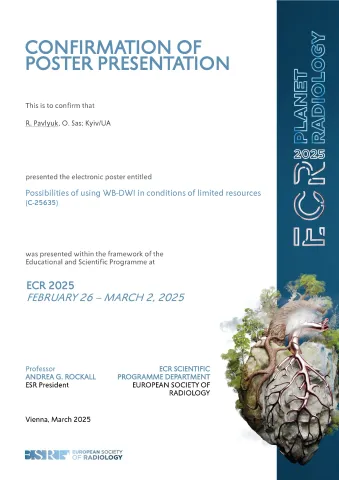 CONFIRMATION OF
POSTER PRESENTATION
This is to confirm that
R. Pavlyuk, O. Sas; Kyiv/UA
presented the electronic poster entitled
Possibilities of using WB-DWI in conditions of limited resources
(C-25635)
was presented within the framework of the
Educational and Scientific Programme at
ECR 2025
FEBRUARY 26 – MARCH 2, 2025
Professor
ANDREA G. ROCKALL
ESR President
ECR SCIENTIFIC
PROGRAMME DEPARTMENT
EUROPEAN SOCIETY OF
RADIOLOGY
Vienna, March 2025
EUROPEAN SOCIETY
OF RADIOLOGY
ECR 2025
PLANET
RADIOLOGY